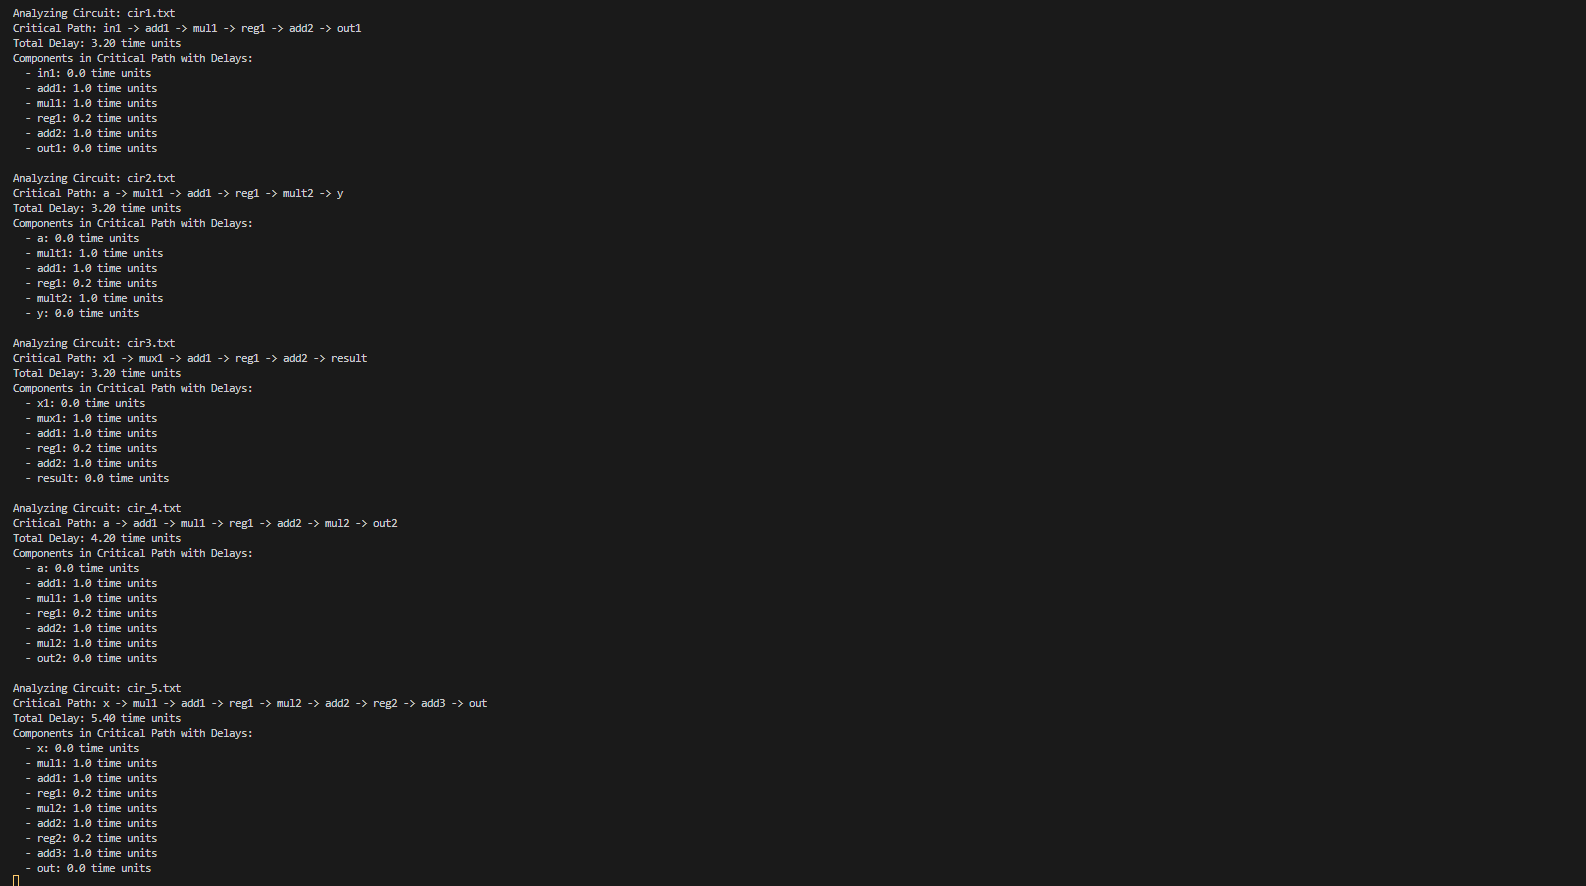 Analyzing Circuit: cir1.txt
Critical Path: in1 -> add1 -> mul1 -> reg1 -> add2 -> out1
Total Delay: 3.20 time units
Components in Critical Path with Delays:
  - in1: 0.0 time units
  - add1: 1.0 time units
  - mul1: 1.0 time units
  - reg1: 0.2 time units
  - add2: 1.0 time units
  - out1: 0.0 time units

Analyzing Circuit: cir2.txt
Critical Path: a -> mult1 -> add1 -> reg1 -> mult2 -> y
Total Delay: 3.20 time units
Components in Critical Path with Delays:
  - a: 0.0 time units
  - mult1: 1.0 time units
  - add1: 1.0 time units
  - reg1: 0.2 time units
  - mult2: 1.0 time units
  - y: 0.0 time units

Analyzing Circuit: cir3.txt
Critical Path: x1 -> mux1 -> add1 -> reg1 -> add2 -> result
Total Delay: 3.20 time units
Components in Critical Path with Delays:
  - x1: 0.0 time units
  - mux1: 1.0 time units
  - add1: 1.0 time units
  - reg1: 0.2 time units
  - add2: 1.0 time units
  - result: 0.0 time units

Analyzing Circuit: cir_4.txt
Critical Path: a -> add1 -> mul1 -> reg1 -> add2 -> mul2 -> out2
Total Delay: 4.20 time units
Components in Critical Path with Delays:
  - a: 0.0 time units
  - add1: 1.0 time units
  - mul1: 1.0 time units
  - reg1: 0.2 time units
  - add2: 1.0 time units
  - mul2: 1.0 time units
  - out2: 0.0 time units

Analyzing Circuit: cir_5.txt
Critical Path: x -> mul1 -> add1 -> reg1 -> mul2 -> add2 -> reg2 -> add3 -> out
Total Delay: 5.40 time units
Components in Critical Path with Delays:
  - x: 0.0 time units
  - mul1: 1.0 time units
  - add1: 1.0 time units
  - reg1: 0.2 time units
  - mul2: 1.0 time units
  - add2: 1.0 time units
  - reg2: 0.2 time units
  - add3: 1.0 time units
  - out: 0.0 time units